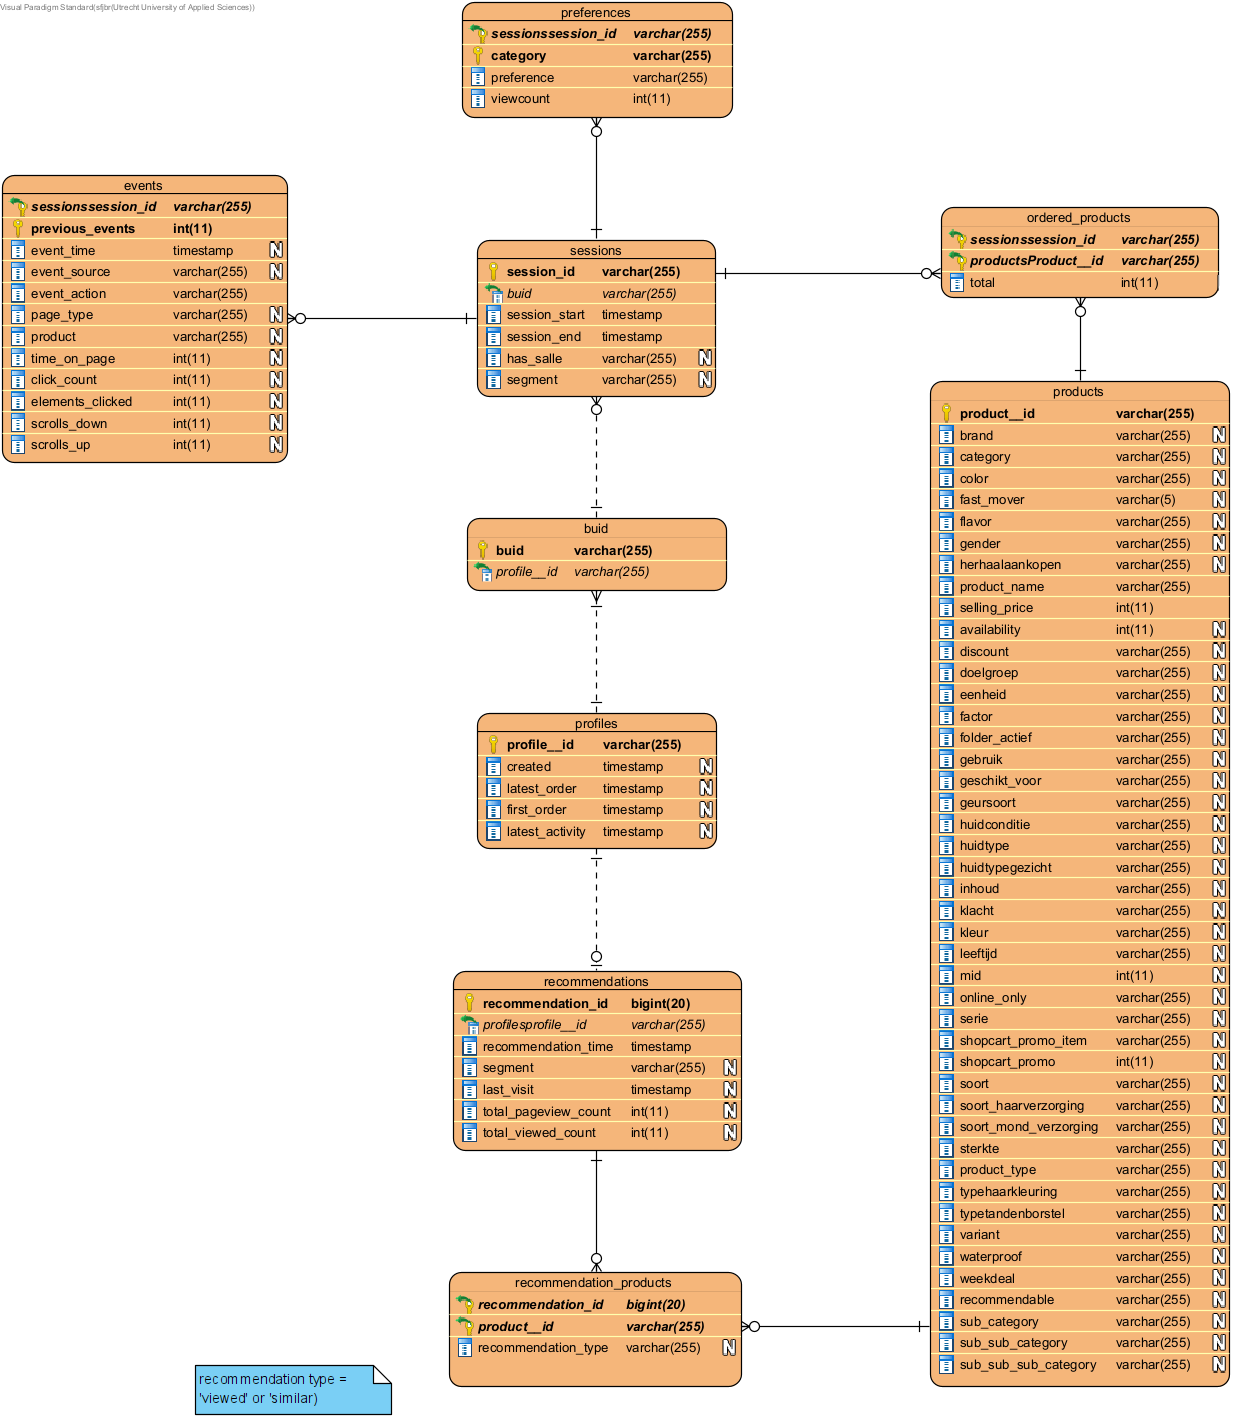 Visual Paradigm Standard(sfjbr(Utrecht University of Applied Sciences))
preferences
sessionssession_id varchar(255)
category varchar(255)
preference varchar(255)
viewcount int(11)
events
sessionssession_id varchar(255)
previous_events int(11)
event_time timestamp N
event_source varchar(255) N
event_action varchar(255)
page_type varchar(255) N
product varchar(255) N
time_on_page int(11) N
click_count int(11) N
elements_clicked int(11) N
scrolls_down int(11) N
scrolls_up int(11) N
sessions
session_id varchar(255)
buid varchar(255)
session_start timestamp
session_end timestamp
has_salle varchar(255) N
segment varchar(255) N
ordered_products
sessionssession_id varchar(255)
productsProduct__id varchar(255)
total int(11)
buid
buid varchar(255)
profile__id varchar(255)
profiles
profile__id varchar(255)
created timestamp N
latest_order timestamp N
first_order timestamp N
latest_activity timestamp N
recommendations
recommendation_id bigint(20)
profilesprofile__id varchar(255)
recommendation_time timestamp
segment varchar(255) N
last_visit timestamp N
total_pageview_count int(11) N
total_viewed_count int(11) N
recommendation_products
recommendation_id bigint(20)
product__id varchar(255)
recommendation_type varchar(255) N
products
product__id varchar(255)
brand varchar(255) N
category varchar(255) N
color varchar(255) N
fast_mover varchar(5) N
flavor varchar(255) N
gender varchar(255) N
herhaalaankopen varchar(255) N
product_name varchar(255)
selling_price int(11)
availability int(11) N
discount varchar(255) N
doelgroep varchar(255) N
eenheid varchar(255) N
factor varchar(255) N
folder_actief varchar(255) N
gebruik varchar(255) N
geschikt_voor varchar(255) N
geursoort varchar(255) N
huidconditie varchar(255) N
huidtype varchar(255) N
huidtypegezicht varchar(255) N
inhoud varchar(255) N
klacht varchar(255) N
kleur varchar(255) N
leeftijd varchar(255) N
mid int(11) N
online_only varchar(255) N
serie varchar(255) N
shopcart_promo_item varchar(255) N
shopcart_promo int(11) N
soort varchar(255) N
soort_haarverzorging varchar(255) N
soort_mond_verzorging varchar(255) N
sterkte varchar(255) N
product_type varchar(255) N
typehaarkleuring varchar(255) N
typetandenborstel varchar(255) N
variant varchar(255) N
waterproof varchar(255) N
weekdeal varchar(255) N
recommendable varchar(255) N
sub_category varchar(255) N
sub_sub_category varchar(255) N
sub_sub_sub_category varchar(255) N
recommendation type =
'viewed' or 'similar)